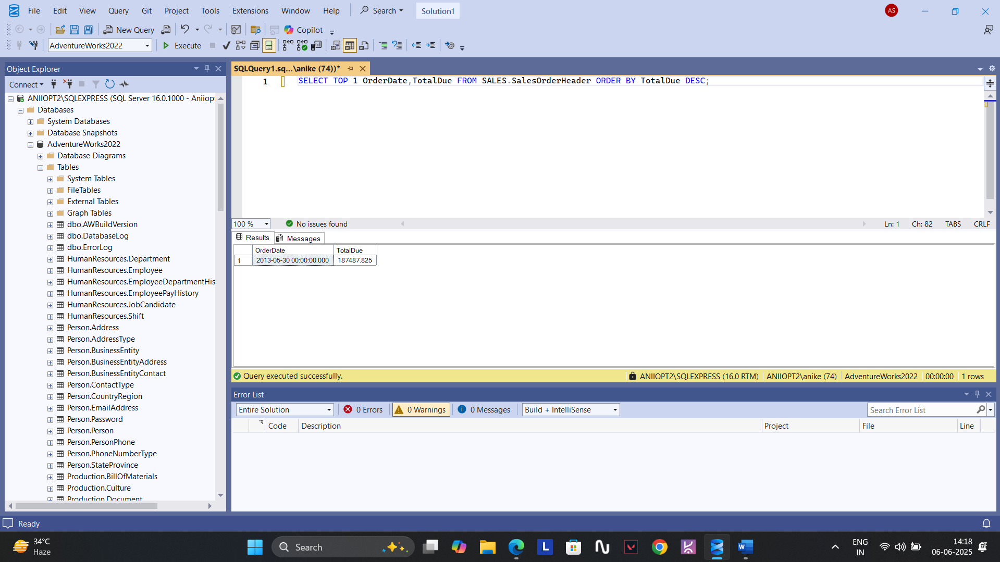 File Edit View Query Git Project Tools Extensions Window Help Search Solution1 AS
New Query Copilot
AdventureWorks2022 Execute
Object Explorer
Connect
ANIIOPT2\SQLEXPRESS (SQL Server 16.0.1000 - Aniiopt
Databases
System Databases
Database Snapshots
AdventureWorks2022
Database Diagrams
Tables
System Tables
FileTables
External Tables
Graph Tables
dbo.AWBuildVersion
dbo.DatabaseLog
dbo.ErrorLog
HumanResources.Department
HumanResources.Employee
HumanResources.EmployeeDepartmentHis
HumanResources.EmployeePayHistory
HumanResources.JobCandidate
HumanResources.Shift
Person.Address
Person.AddressType
Person.BusinessEntity
Person.BusinessEntityAddress
Person.BusinessEntityContact
Person.ContactType
Person.CountryRegion
Person.EmailAddress
Person.Password
Person.Person
Person.PersonPhone
Person.PhoneNumberType
Person.StateProvince
Production.BillOfMaterials
Production.Culture
Production.Document
SQLQuery1.sq...\anike (74))*
1 SELECT TOP 1 OrderDate,TotalDue FROM SALES.SalesOrderHeader ORDER BY TotalDue DESC;
100 % No issues found Ln: 1 Ch: 82 TABS CRLF
Results Messages
OrderDate TotalDue
1 2013-05-30 00:00:00.000 187487.825
Query executed successfully. ANIIOPT2\SQLEXPRESS (16.0 RTM) ANIIOPT2\anike (74) AdventureWorks2022 00:00:00 1 rows
Error List
Entire Solution 0 Errors 0 Warnings 0 Messages Build + IntelliSense Search Error List
Code Description Project File Line
Ready
34°C
Haze
Search
L
ENG
IN
14:18
06-06-2025